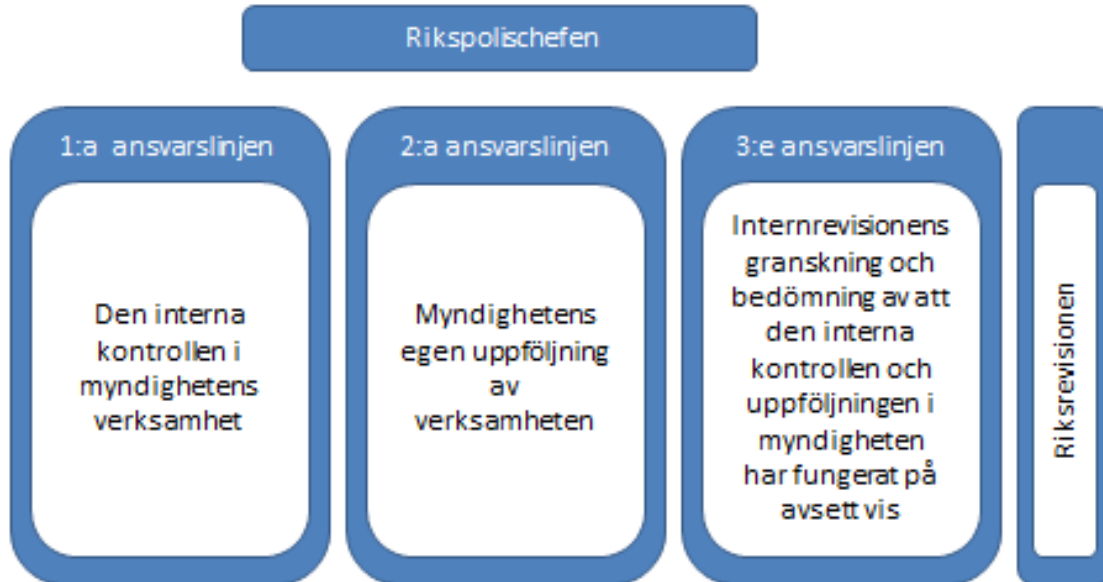 Rikspolischefen
1:a ansvarslinjen
Den interna
kontrollen i
myndighetens
verksamhet
2:a ansvarslinjen
Myndighetens
egen uppföljning
av
verksamheten
3:e ansvarslinjen
Internrevisionens
granskning och
bedömning av att
den interna
kontrollen och
uppföljningen i
myndigheten
har fungerat på
avsett vis
Riksrevisionen